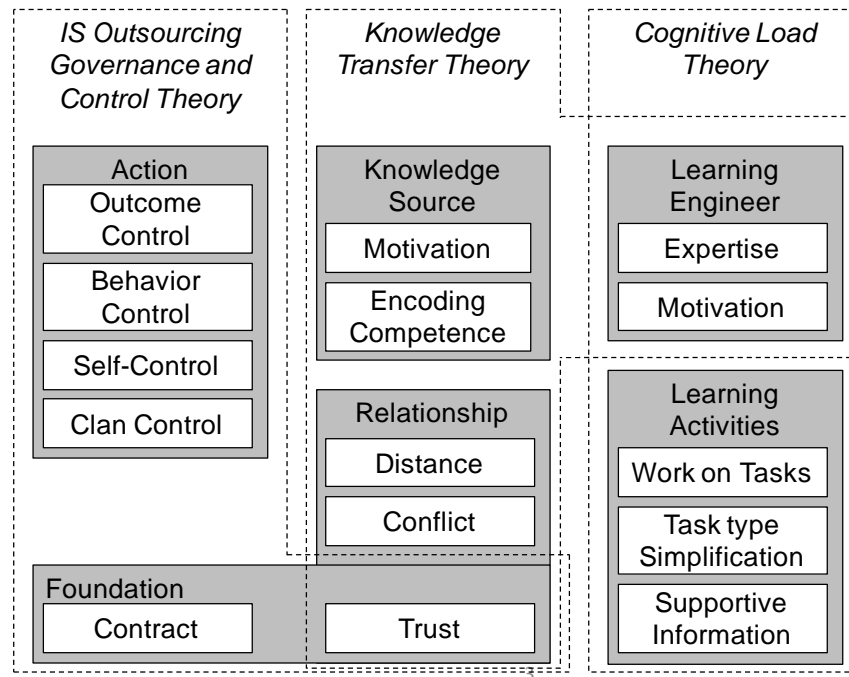 IS Outsourcing
Governance and
Control Theory
Knowledge
Transfer Theory
Cognitive Load
Theory
Action
Outcome
Control
Behavior
Control
Self-Control
Clan Control
Knowledge
Source
Motivation
Encoding
Competence
Relationship
Distance
Conflict
Foundation
Contract
Trust
Learning
Engineer
Expertise
Motivation
Learning
Activities
Work on Tasks
Task type
Simplification
Supportive
Information